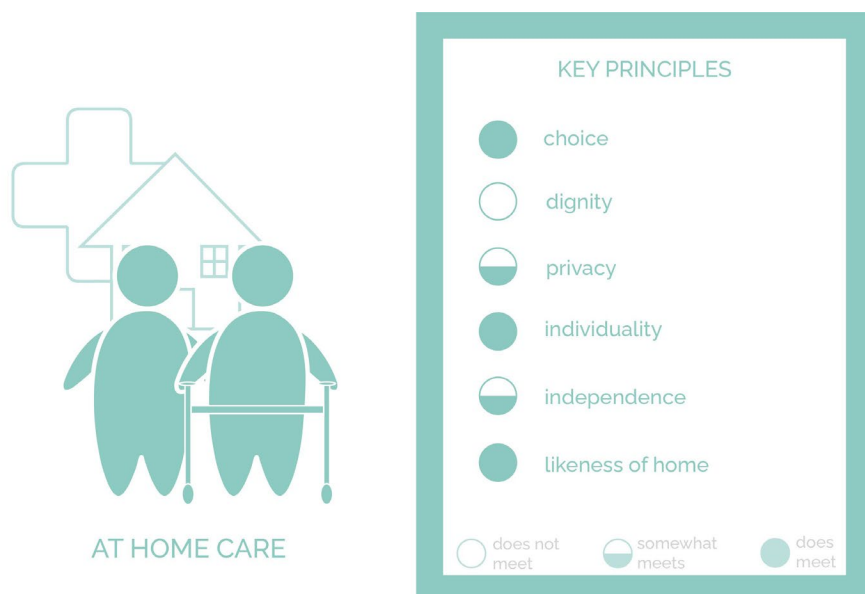 AT HOME CARE
KEY PRINCIPLES
choice
dignity
privacy
individuality
independence
likeness of home
does not
meet
somewhat
meets
does
meet